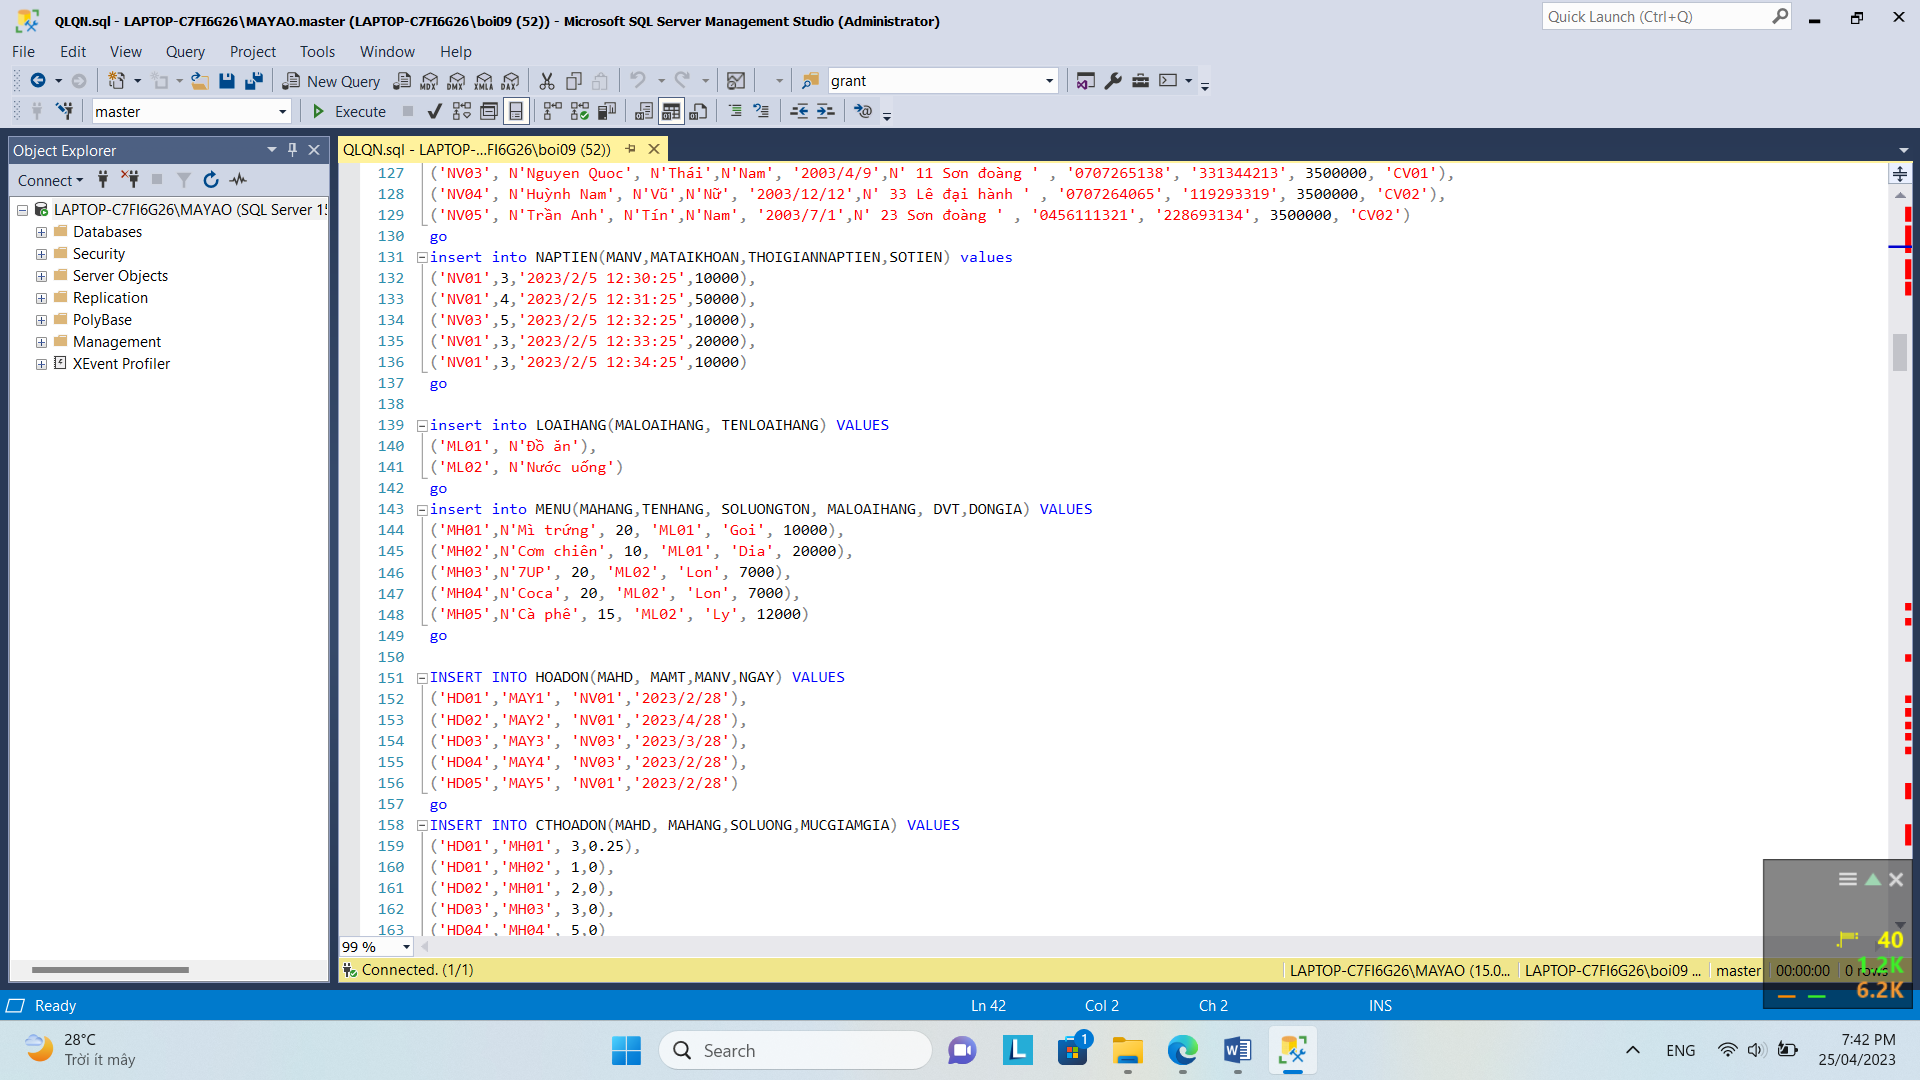 QLQN.sql - LAPTOP-C7FI6G26\MAYAO.master (LAPTOP-C7FI6G26\boi09 (52)) - Microsoft SQL Server Management Studio (Administrator)
Quick Launch (Ctrl+Q)
File Edit View Query Project Tools Window Help
New Query
MDX DMX XMLA DAX
grant
master
Execute
Object Explorer
QLQN.sql - LAPTOP-...FI6G26\boi09 (52))
Connect
LAPTOP-C7FI6G26\MAYAO (SQL Server 15
Databases
Security
Server Objects
Replication
PolyBase
Management
XEvent Profiler
127 ('NV03', N'Nguyen Quoc', N'Thái',N'Nam', '2003/4/9',N' 11 Sơn đoàng ' , '0707265138', '331344213', 3500000, 'CV01'),
128 ('NV04', N'Huỳnh Nam', N'Vũ',N'Nữ', '2003/12/12',N' 33 Lê đại hành ', '0707264065', '119293319', 3500000, 'CV02'),
129 ('NV05', N'Trần Anh', N'Tín',N'Nam', '2003/7/1',N' 23 Sơn đoàng ' , '0456111321', '228693134', 3500000, 'CV02')
130 go
131 insert into NAPTIEN(MANV,MATAIKHOAN,THOIGIANNAPTIEN,SOTIEN) values
132 ('NV01',3,'2023/2/5 12:30:25',10000),
133 ('NV01',4,'2023/2/5 12:31:25',50000),
134 ('NV03',5,'2023/2/5 12:32:25',10000),
135 ('NV01',3,'2023/2/5 12:33:25',20000),
136 ('NV01',3,'2023/2/5 12:34:25',10000)
137 go
138
139 insert into LOAIHANG(MALOAIHANG, TENLOAIHANG) VALUES
140 ('ML01', N'Đồ ăn'),
141 ('ML02', N'Nước uống')
142 go
143 insert into MENU(MAHANG,TENHANG, SOLUONGTON, MALOAIHANG, DVT,DONGIA) VALUES
144 ('MH01',N'Mì trứng', 20, 'ML01', 'Goi', 10000),
145 ('MH02',N'Cơm chiên', 10, 'ML01', 'Dia', 20000),
146 ('MH03',N'7UP', 20, 'ML02', 'Lon', 7000),
147 ('MH04',N'Coca', 20, 'ML02', 'Lon', 7000),
148 ('MH05',N'Cà phê', 15, 'ML02', 'Ly', 12000)
149 go
150
151 INSERT INTO HOADON(MAHD, MAMT,MANV,NGAY) VALUES
152 ('HD01','MAY1', 'NV01','2023/2/28'),
153 ('HD02','MAY2', 'NV01','2023/4/28'),
154 ('HD03','MAY3', 'NV03','2023/3/28'),
155 ('HD04','MAY4', 'NV03','2023/2/28'),
156 ('HD05','MAY5', 'NV01','2023/2/28')
157 go
158 INSERT INTO CTHOADON(MAHD, MAHANG,SOLUONG,MUCGIAMGIA) VALUES
159 ('HD01','MH01', 3,0.25),
160 ('HD01','MH02', 1,0),
161 ('HD02','MH01', 2,0),
162 ('HD03','MH03', 3,0),
163 ('HD04','MH04', 5,0)
99 %
40
1.2K
6.2K
Connected. (1/1)
LAPTOP-C7FI6G26\MAYAO (15.0... LAPTOP-C7FI6G26\boi09 ... master 00:00:00 0 rows
Ready Ln 42 Col 2 Ch 2 INS
28°C
Trời ít mây
Search
L
1
W
ENG
7:42 PM
25/04/2023